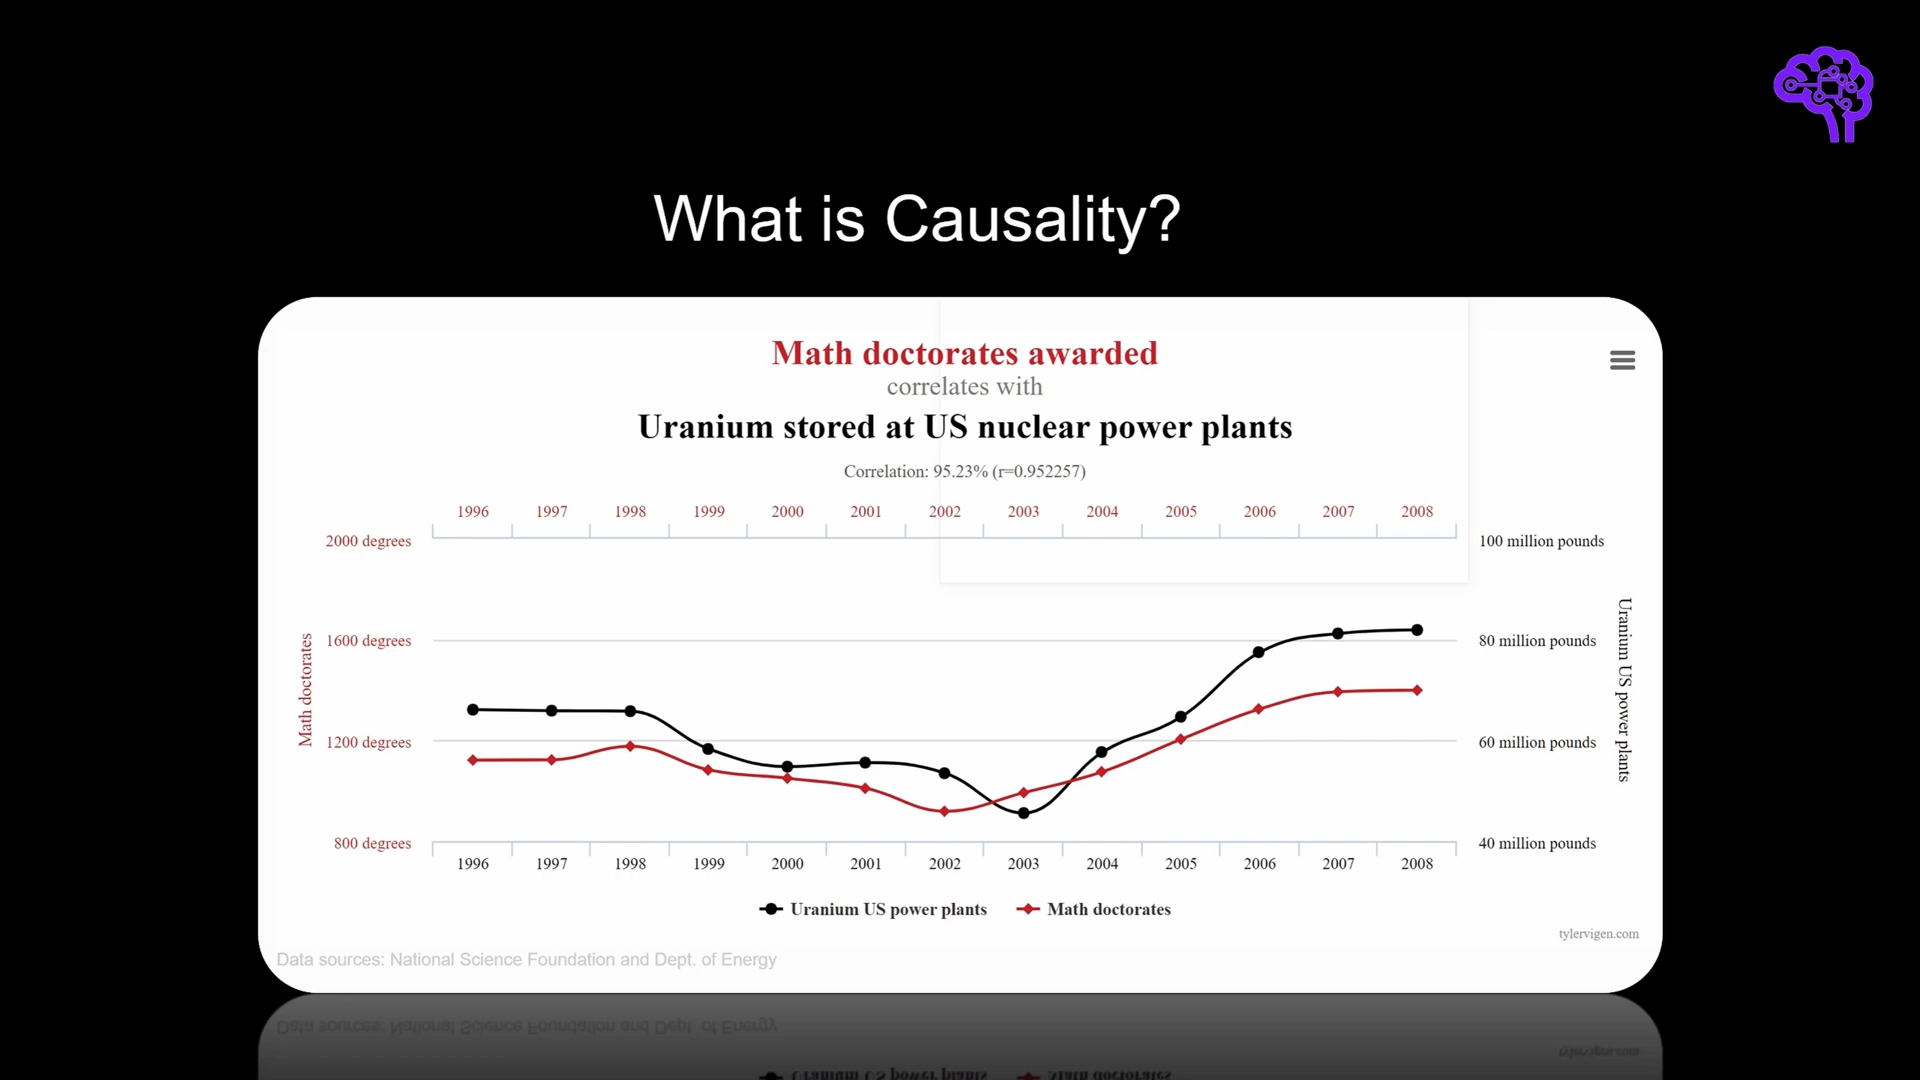 What is Causality?
Math doctorates awarded
correlates with
Uranium stored at US nuclear power plants
Correlation: 95.23% (r=0.952257)
1996 1997 1998 1999 2000 2001 2002 2003 2004 2005 2006 2007 2008
2000 degrees 100 million pounds
1600 degrees 80 million pounds
Math doctorates
Uranium US power plants
1200 degrees 60 million pounds
800 degrees 40 million pounds
1996 1997 1998 1999 2000 2001 2002 2003 2004 2005 2006 2007 2008
Uranium US power plants Math doctorates
tylervigen.com
Data sources: National Science Foundation and Dept. of Energy